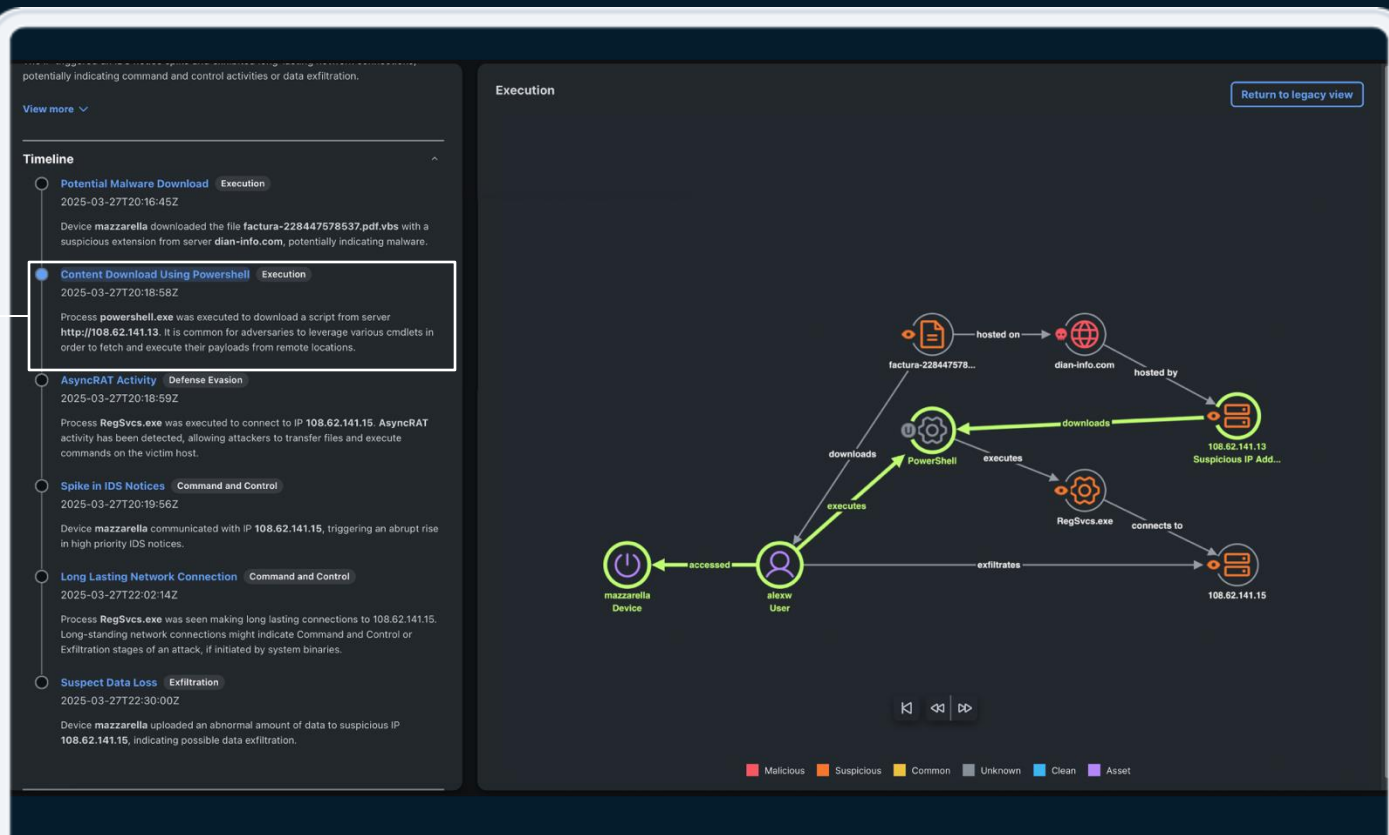 potentially indicating command and control activities or data exfiltration.
View more
Timeline
Potential Malware Download Execution
2025-03-27T20:16:45Z
Device mazzarella downloaded the file factura-228447578537.pdf.vbs with a
suspicious extension from server dian-info.com, potentially indicating malware.
Content Download Using Powershell Execution
2025-03-27T20:18:58Z
Process powershell.exe was executed to download a script from server
http://108.62.141.13. It is common for adversaries to leverage various cmdlets in
order to fetch and execute their payloads from remote locations.
AsyncRAT Activity Defense Evasion
2025-03-27T20:18:59Z
Process RegSvcs.exe was executed to connect to IP 108.62.141.15. AsyncRAT
activity has been detected, allowing attackers to transfer files and execute
commands on the victim host.
Spike in IDS Notices Command and Control
2025-03-27T20:19:56Z
Device mazzarella communicated with IP 108.62.141.15, triggering an abrupt rise
in high priority IDS notices.
Long Lasting Network Connection Command and Control
2025-03-27T22:02:14Z
Process RegSvcs.exe was seen making long lasting connections to 108.62.141.15.
Long-standing network connections might indicate Command and Control or
Exfiltration stages of an attack, if initiated by system binaries.
Suspect Data Loss Exfiltration
2025-03-27T22:30:00Z
Device mazzarella uploaded an abnormal amount of data to suspicious IP
108.62.141.15, indicating possible data exfiltration.
Execution
Return to legacy view
hosted on
factura-228447578...
dian-info.com
hosted by
downloads
108.62.141.13
Suspicious IP Add...
U
PowerShell
downloads
executes
RegSvcs.exe
connects to
executes
accessed
exfiltrates
mazzarella
Device
alexw
User
108.62.141.15
Malicious Suspicious Common Unknown Clean Asset